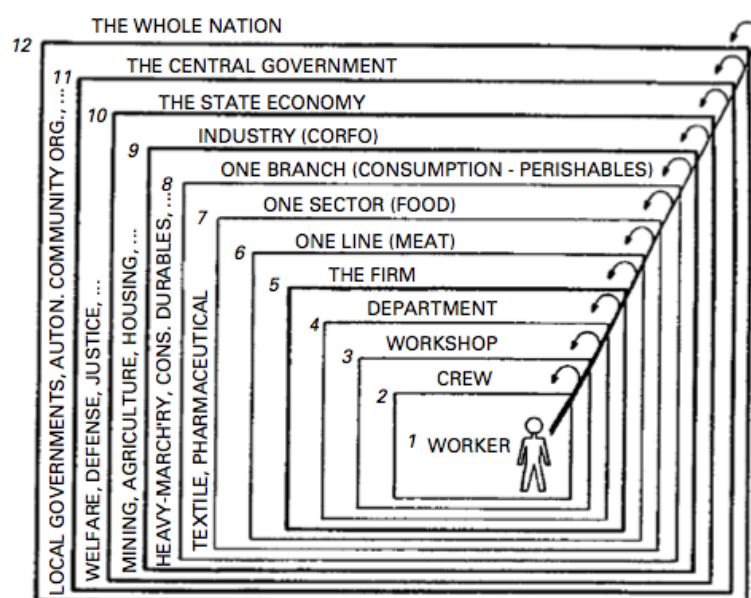 12 THE WHOLE NATION
11 THE CENTRAL GOVERNMENT
10 THE STATE ECONOMY
9 INDUSTRY (CORFO)
8 ONE BRANCH (CONSUMPTION - PERISHABLES)
7 ONE SECTOR (FOOD)
6 ONE LINE (MEAT)
5 THE FIRM
4 DEPARTMENT
3 WORKSHOP
2 CREW
1 WORKER
LOCAL GOVERNMENTS, AUTON. COMMUNITY ORG., ...
WELFARE, DEFENSE, JUSTICE, ...
MINING, AGRICULTURE, HOUSING, ...
HEAVY-MARCH'RY, CONS. DURABLES, ...
TEXTILE, PHARMACEUTICAL